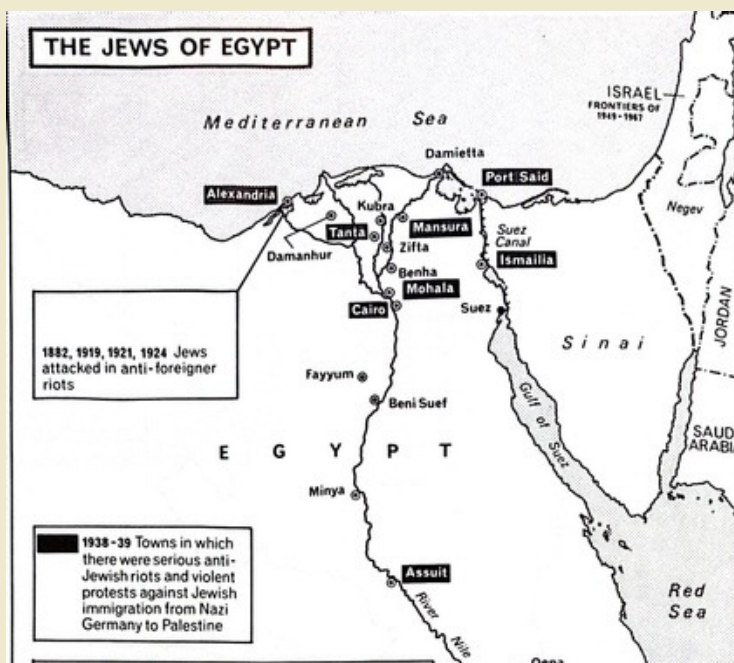 THE JEWS OF EGYPT
ISRAEL
FRONTIERS OF
1949-1967
Mediterranean Sea
Damietta
Alexandria
Port Said
Kubra
Negev
Tanta
Mansura
Suez
Canal
Zifta
Damanhur
Ismailia
Benha
Mohala
Cairo
Suez
JORDAN
Sinai
1882, 1919, 1921, 1924 Jews
attacked in anti-foreigner
riots
Fayyum
Gulf of Suez
Beni Suef
SAUDI
ARABI
EGYPT
Minya
1938-39 Towns in which
there were serious anti-
Jewish riots and violent
protests against Jewish
immigration from Nazi
Germany to Palestine
Assuit
Red
Sea
River Nile